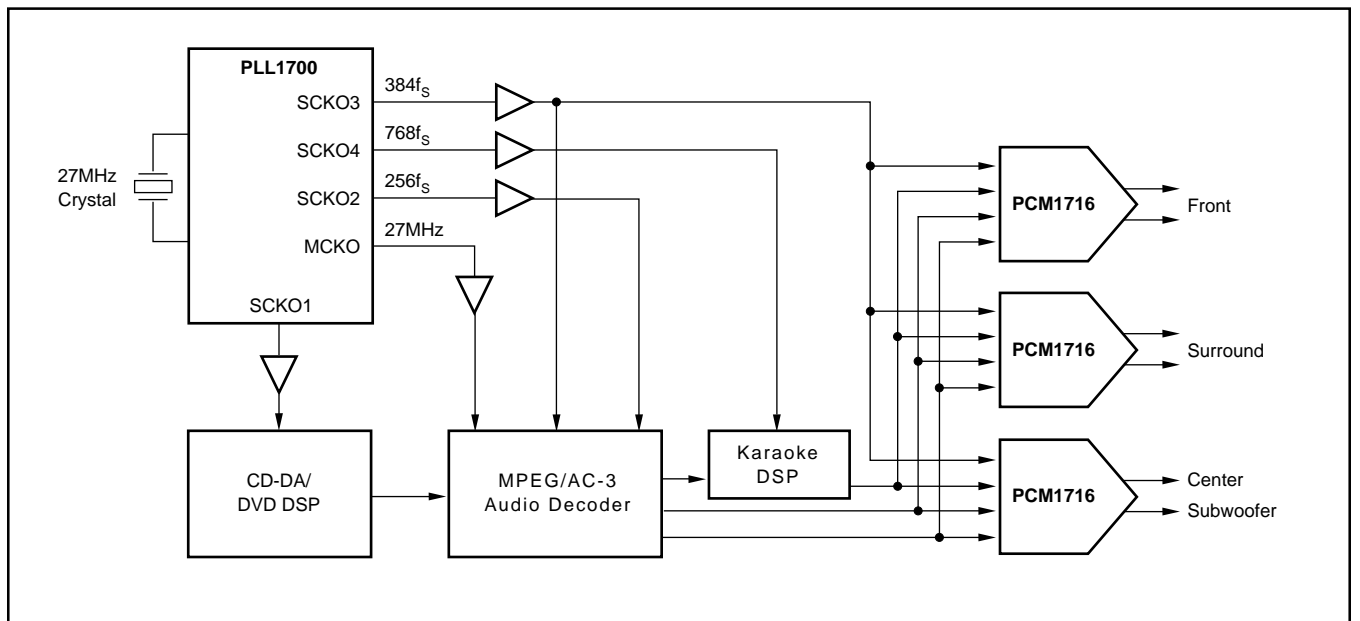 PLL1700
SCKO3
384fS
SCKO4
768fS
SCKO2
256fS
MCKO
27MHz
SCKO1
27MHz
Crystal
CD-DA/
DVD DSP
MPEG/AC-3
Audio Decoder
Karaoke
DSP
PCM1716
Front
PCM1716
Surround
PCM1716
Center
Subwoofer